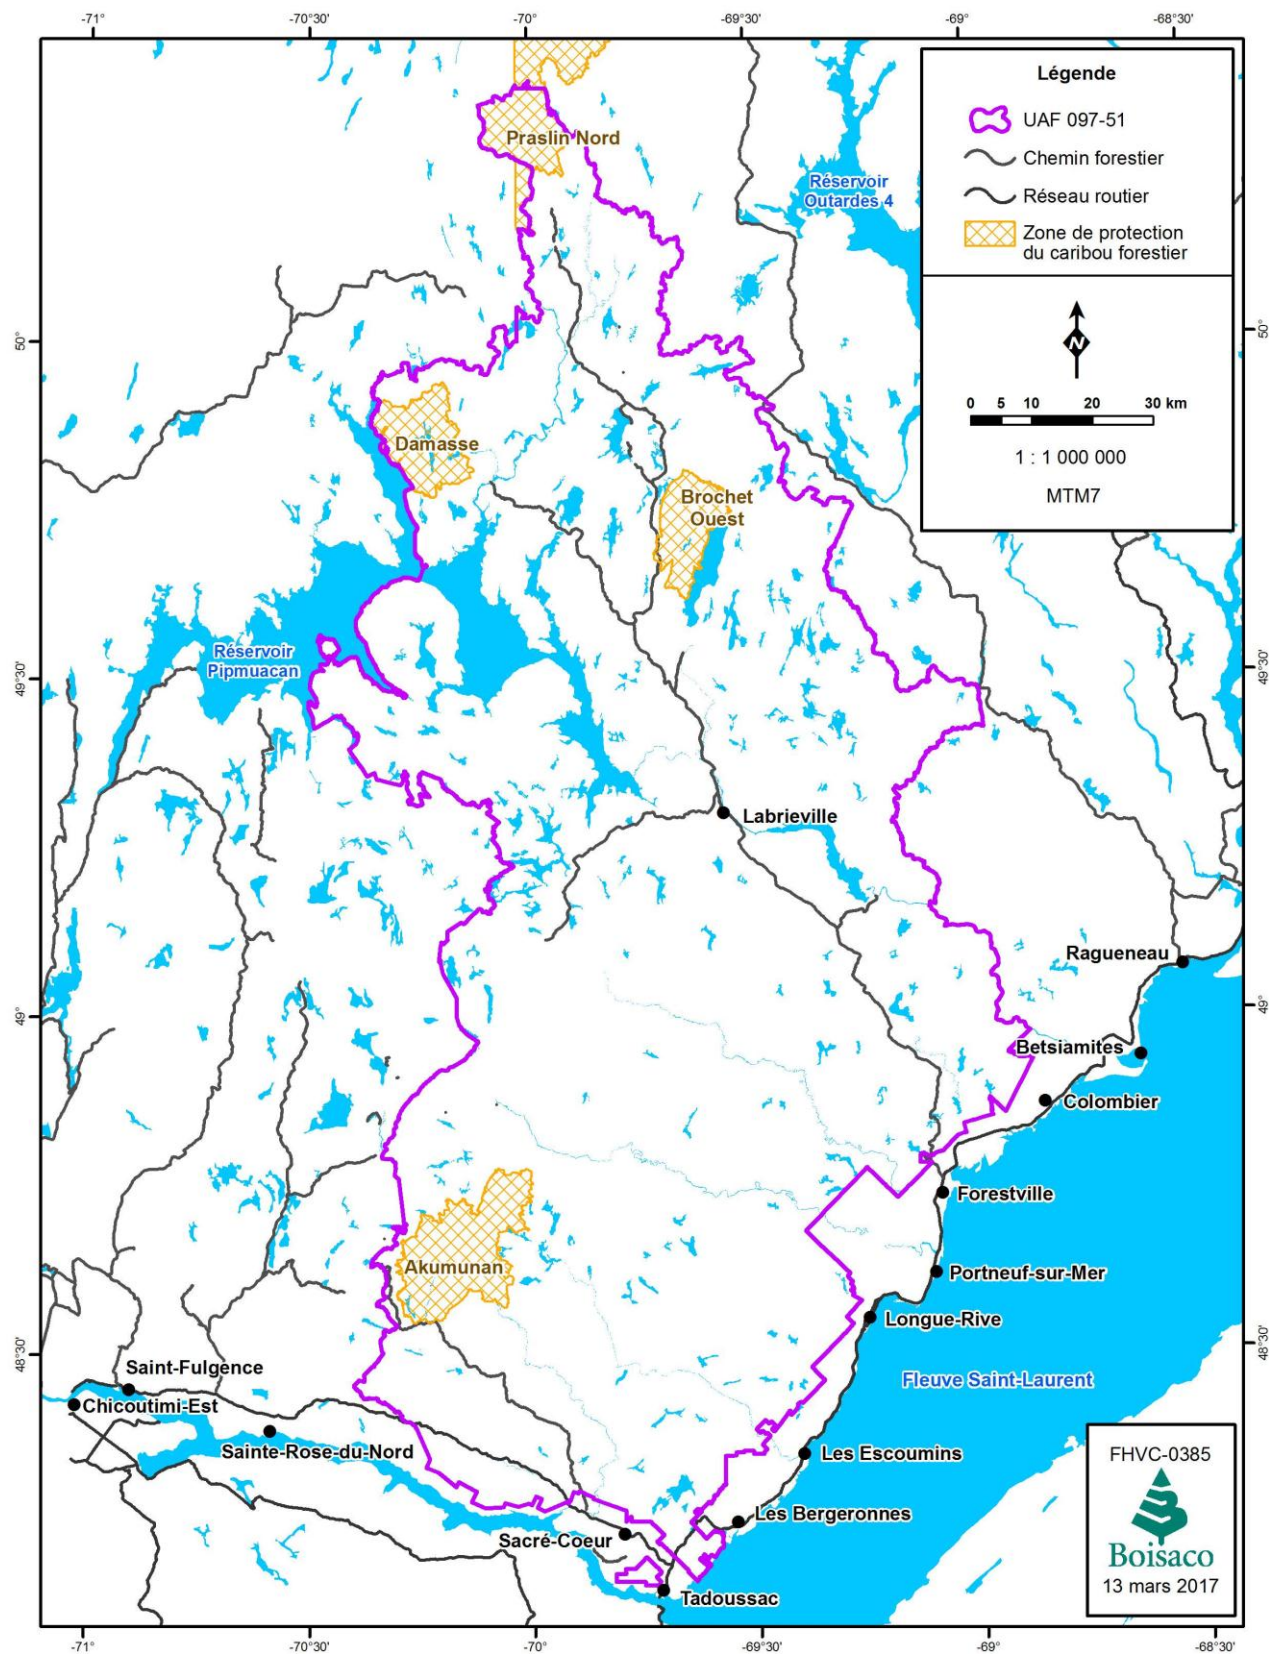 -71°
-70°30'
-70°
-69°30'
-69°
-68°30'
Légende
UAF 097-51
Chemin forestier
Réseau routier
Zone de protection
du caribou forestier
N
0 5 10 20 30 km
1 : 1 000 000
MTM7
Praslin Nord
Réservoir
Outardes 4
50°
50°
Damasse
Brochet
Ouest
Réservoir
Pipmuacan
49°30'
49°30'
Labrieville
Ragueneau
49°
49°
Betsiamites
Colombier
Forestville
Akumunan
Portneuf-sur-Mer
Longue-Rive
48°30'
48°30'
Saint-Fulgence
Fleuve Saint-Laurent
Chicoutimi-Est
Sainte-Rose-du-Nord
Les Escoumins
Les Bergeronnes
Sacré-Coeur
Tadoussac
FHVC-0385
Boisaco
13 mars 2017
-71°
-70°30'
-70°
-69°30'
-69°
-68°30'